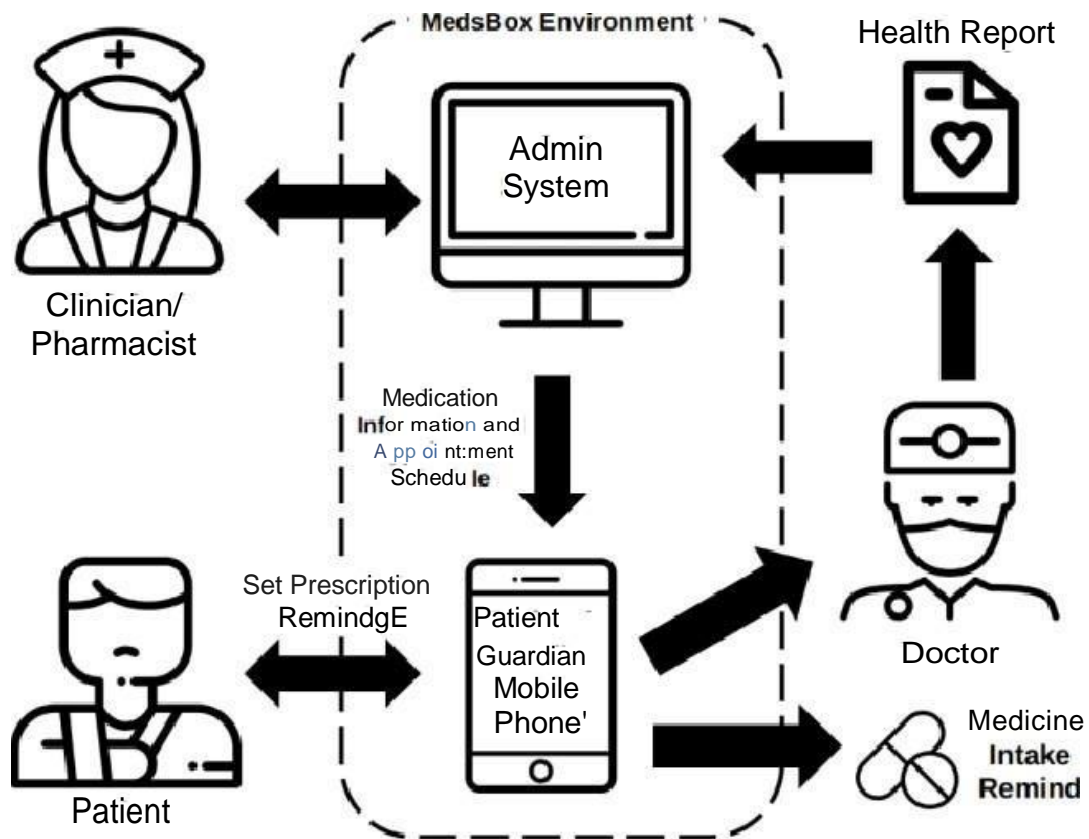 MedsBox Environment
Health Report
Admin
System
Clinician/
Pharmacist
Medication
Infor mation and
A pp oi nt:ment
Schedu le
Set Prescription
RemindgE
Patient
Guardian
Mobile
Phone'
Doctor
Medicine
Intake
Remind
Patient